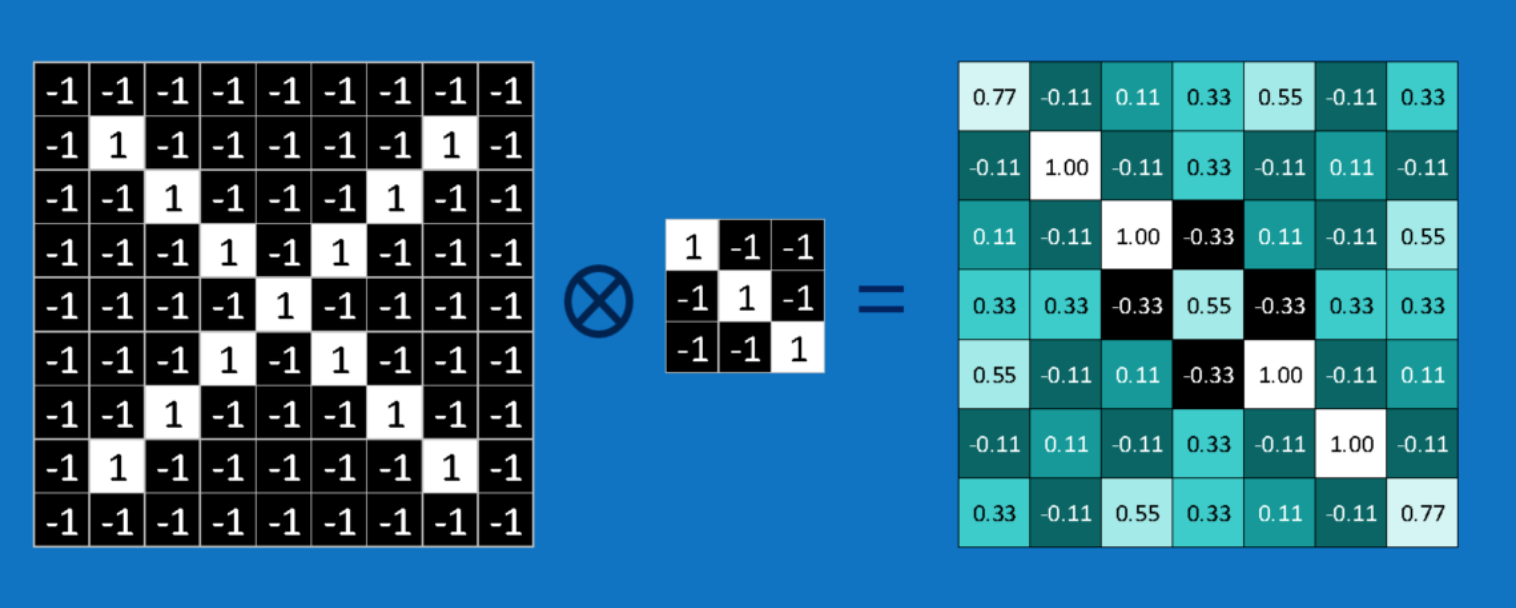 -1 -1 -1 -1 -1 -1 -1 -1 -1
-1 1 -1 -1 -1 -1 -1 1 -1
-1 -1 1 -1 -1 -1 1 -1 -1
-1 -1 -1 1 -1 1 -1 -1 -1
-1 -1 -1 -1 1 -1 -1 -1 -1
-1 -1 -1 1 -1 1 -1 -1 -1
-1 -1 1 -1 -1 -1 1 -1 -1
-1 1 -1 -1 -1 -1 -1 1 -1
-1 -1 -1 -1 -1 -1 -1 -1 -1
⊗
1 -1 -1
-1 1 -1
-1 -1 1
=
0.77 -0.11 0.11 0.33 0.55 -0.11 0.33
-0.11 1.00 -0.11 0.33 -0.11 0.11 -0.11
0.11 -0.11 1.00 -0.33 0.11 -0.11 0.55
0.33 0.33 -0.33 0.55 -0.33 0.33 0.33
0.55 -0.11 0.11 -0.33 1.00 -0.11 0.11
-0.11 0.11 -0.11 0.33 -0.11 1.00 -0.11
0.33 -0.11 0.55 0.33 0.11 -0.11 0.77